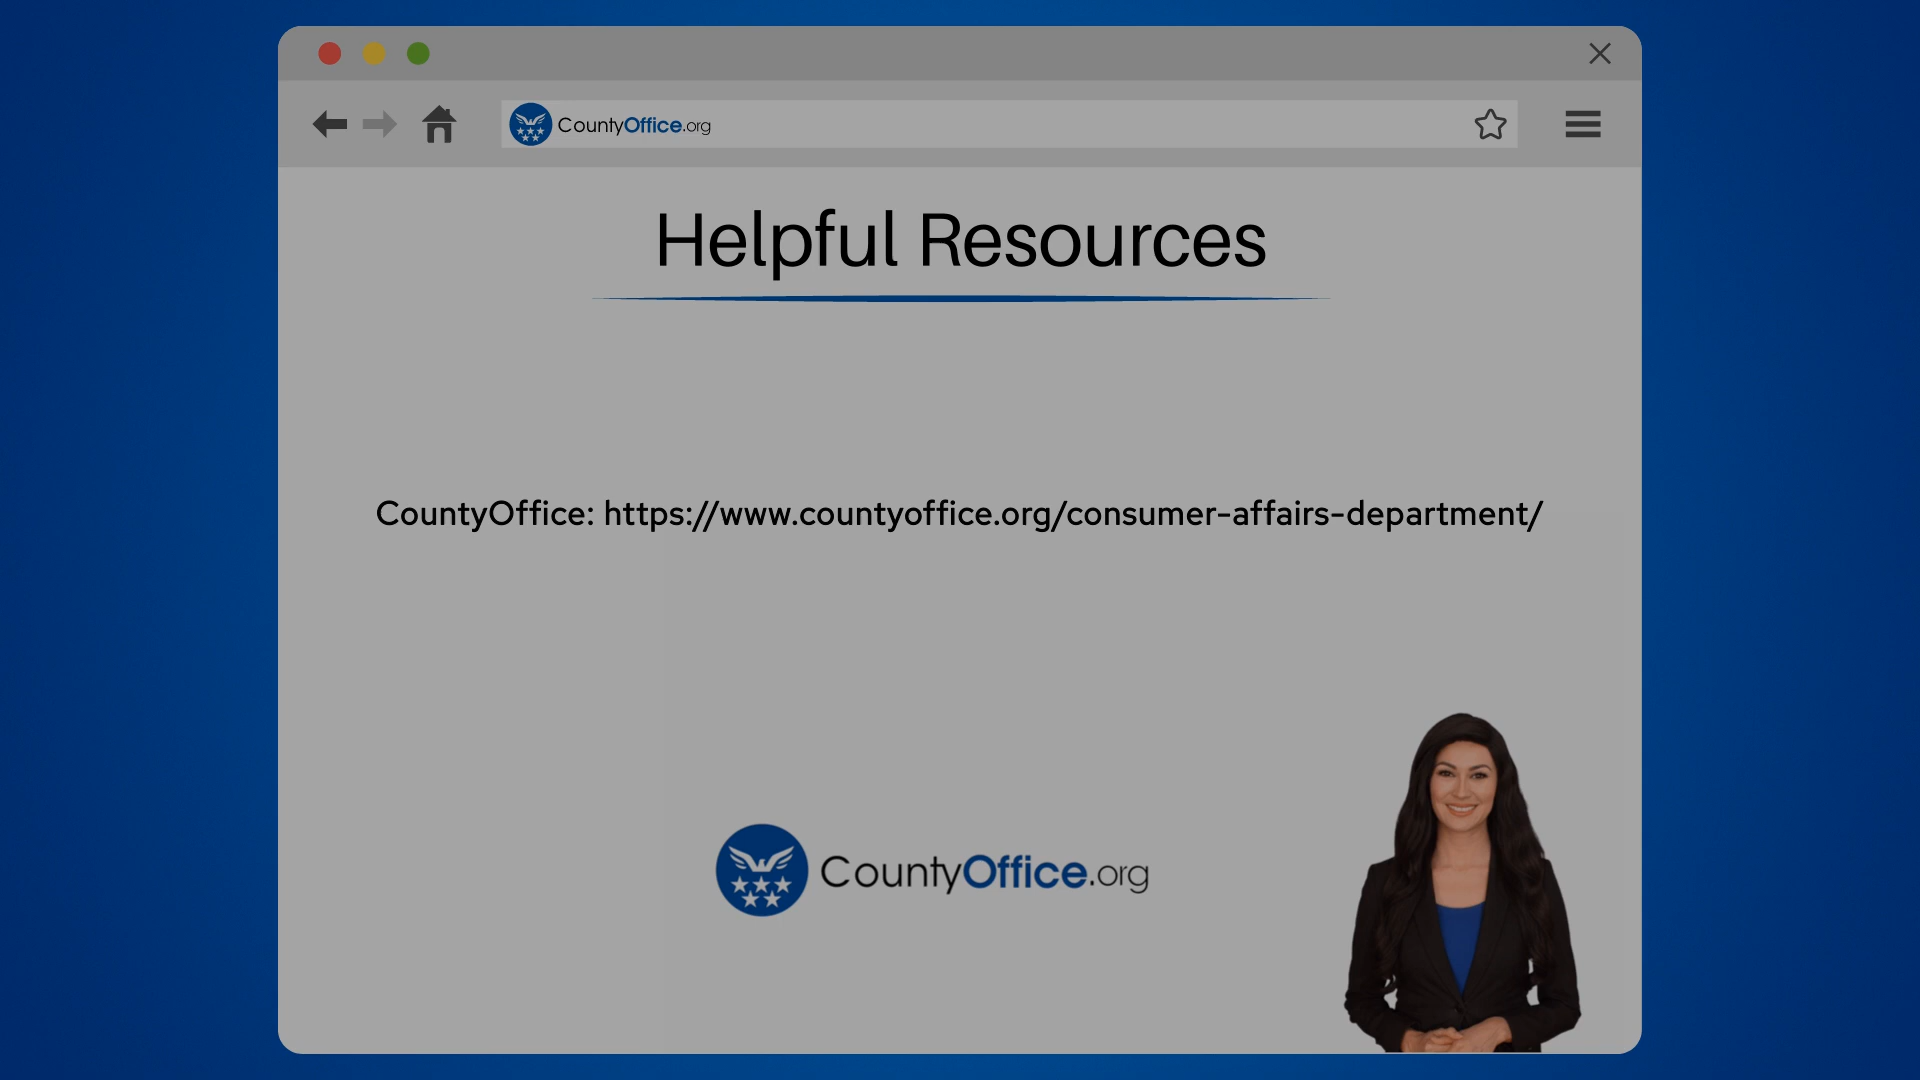 CountyOffice.org
Helpful Resources
CountyOffice: https://www.countyoffice.org/consumer-affairs-department/
CountyOffice.org